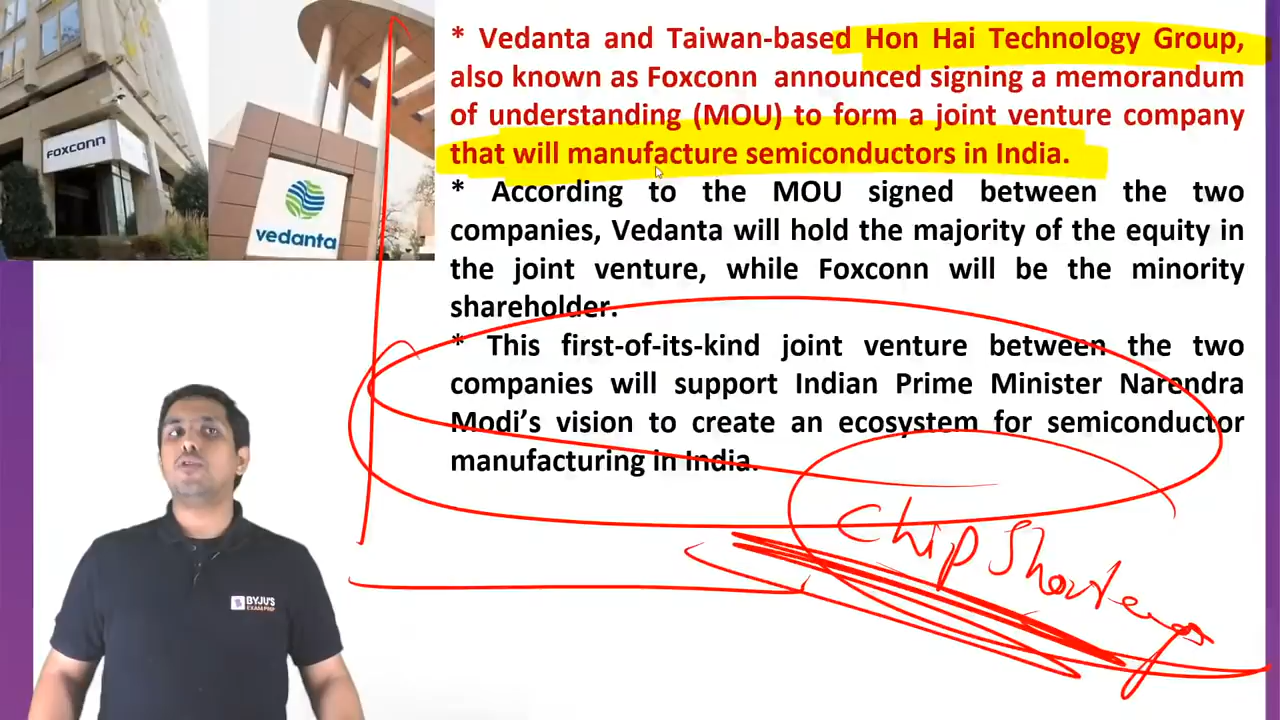 FOXCONN
vedanta
* Vedanta and Taiwan-based Hon Hai Technology Group,
also known as Foxconn announced signing a memorandum
of understanding (MOU) to form a joint venture company
that will manufacture semiconductors in India.
* According to the MOU signed between the two
companies, Vedanta will hold the majority of the equity in
the joint venture, while Foxconn will be the minority
shareholder.
* This first-of-its-kind joint venture between the two
companies will support Indian Prime Minister Narendra
Modi's vision to create an ecosystem for semiconductor
manufacturing in India.
Chip Shortage
BYJU'S
EXAM PREP